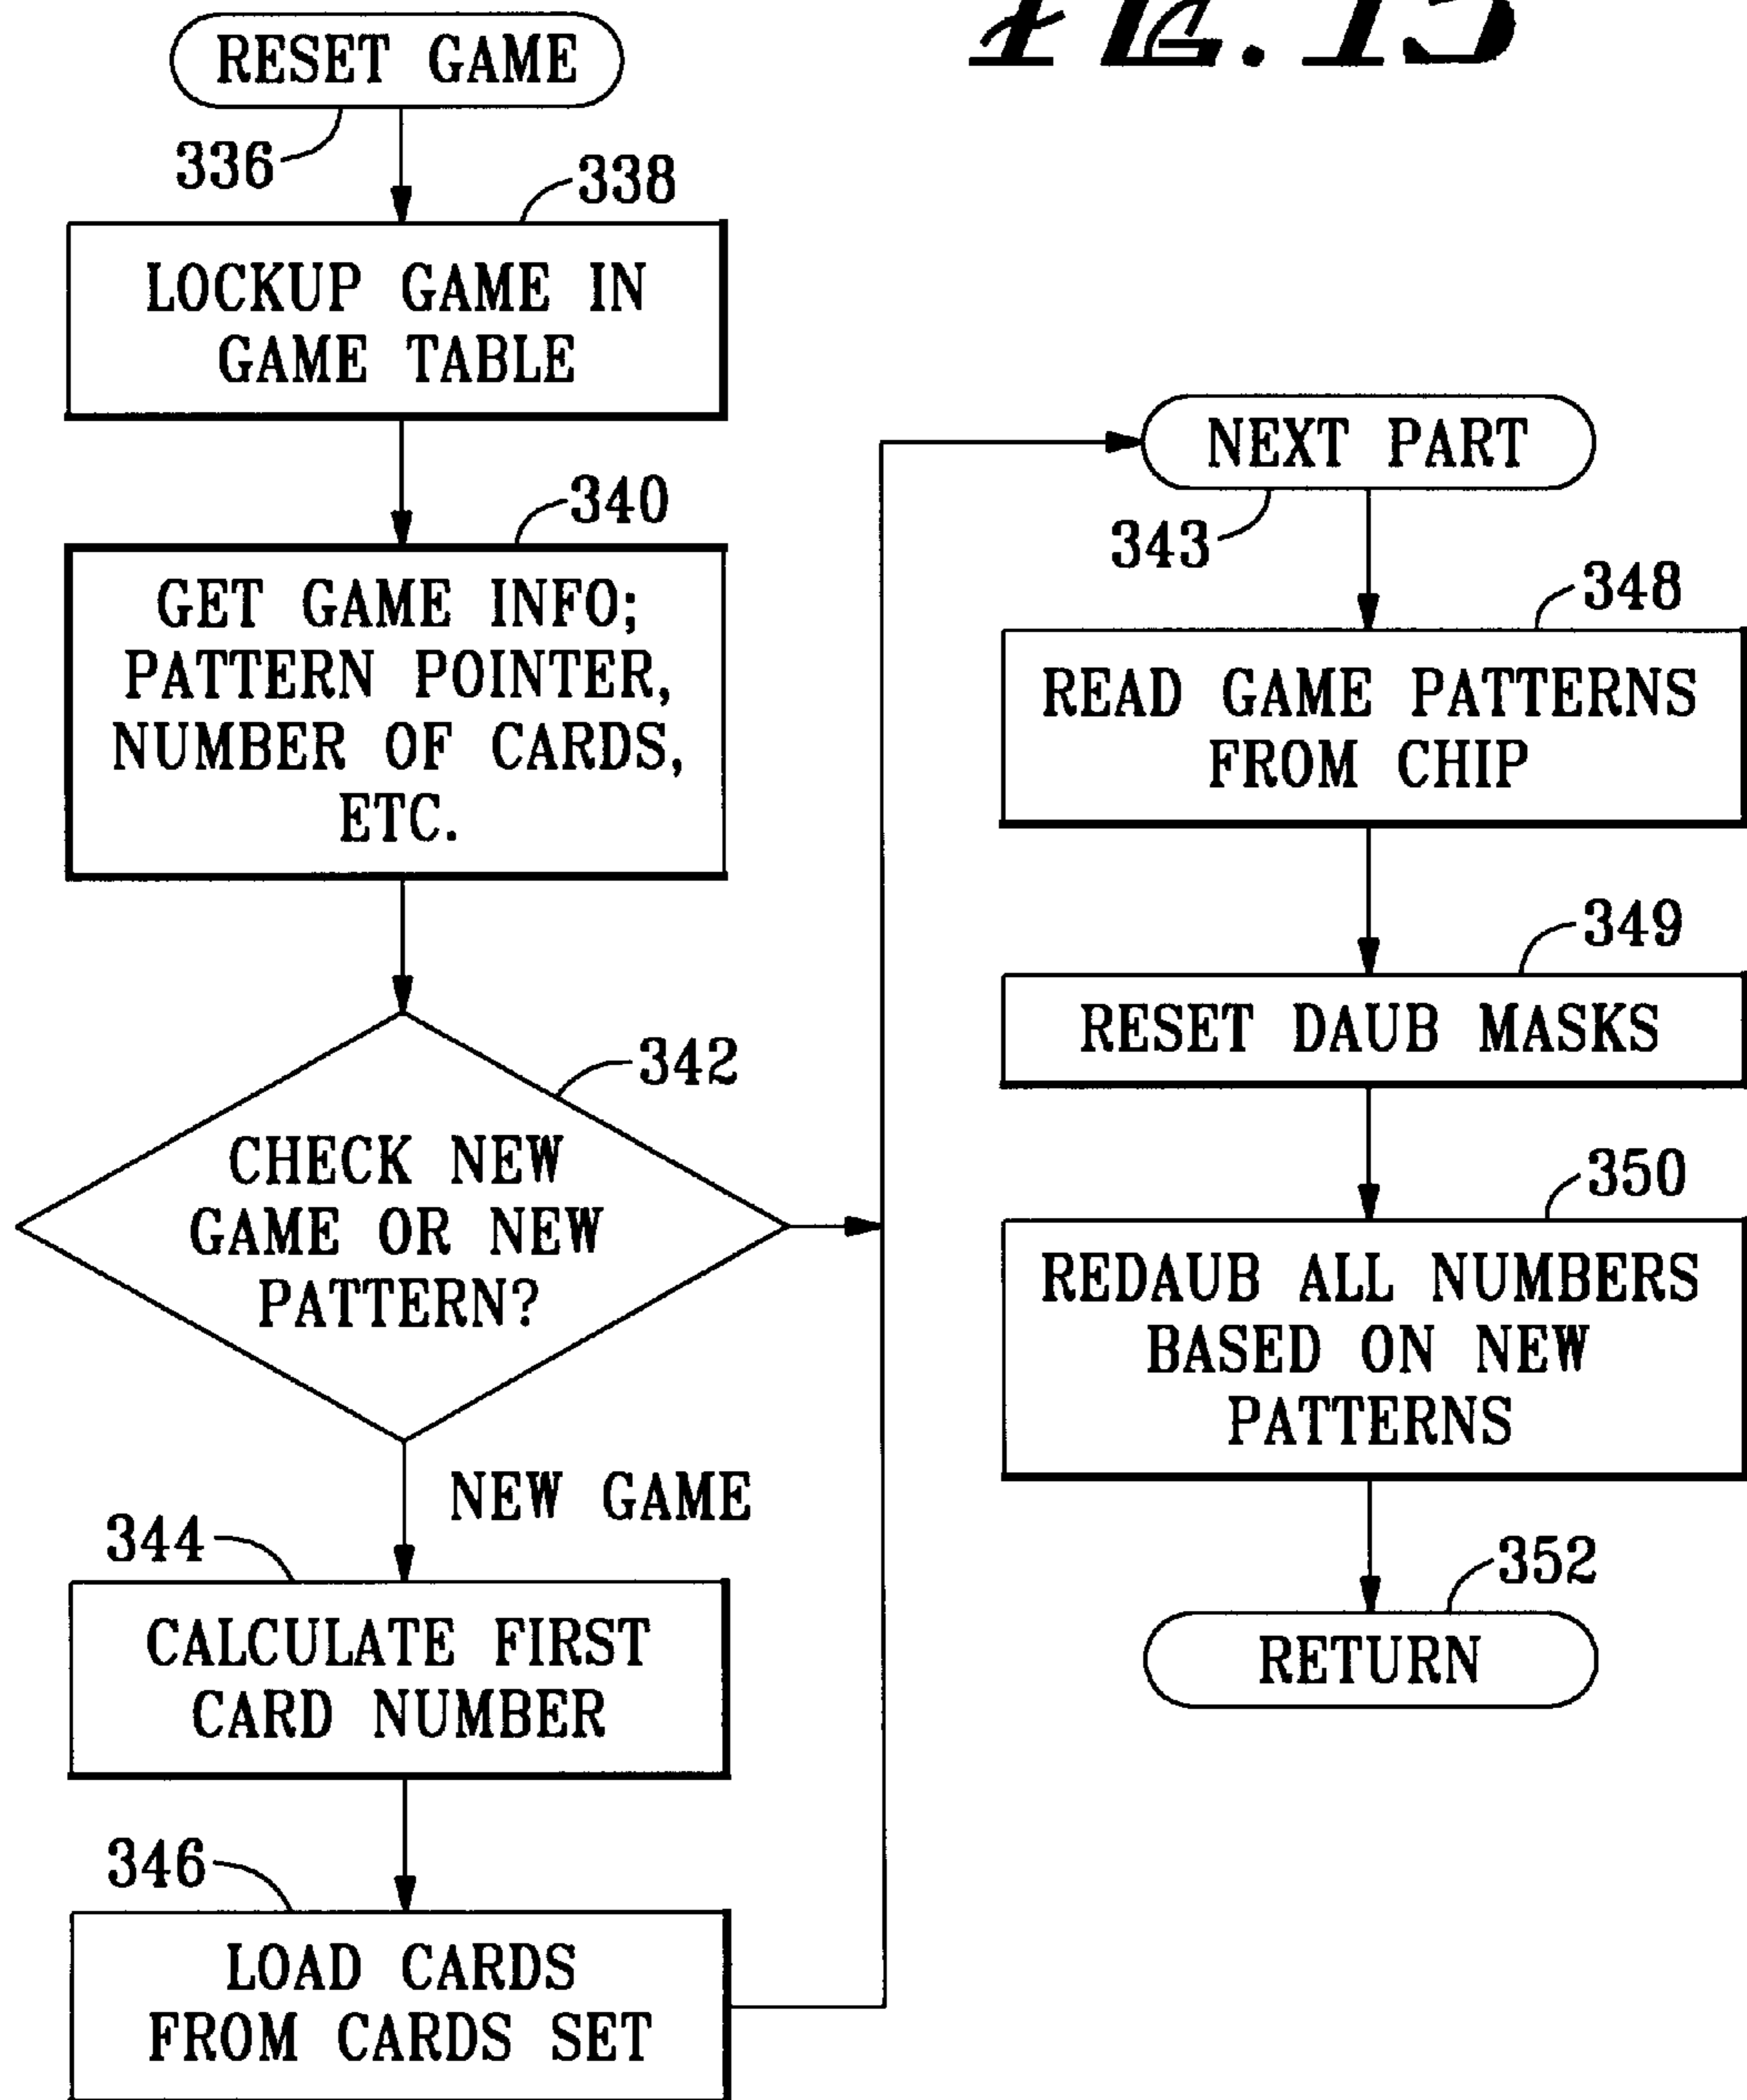 FIG. 15
RESET GAME
336
338
LOCKUP GAME IN
GAME TABLE
340
GET GAME INFO;
PATTERN POINTER,
NUMBER OF CARDS,
ETC.
342
CHECK NEW
GAME OR NEW
PATTERN?
NEW GAME
344
CALCULATE FIRST
CARD NUMBER
346
LOAD CARDS
FROM CARDS SET
NEXT PART
343
348
READ GAME PATTERNS
FROM CHIP
349
RESET DAUB MASKS
350
REDAUB ALL NUMBERS
BASED ON NEW
PATTERNS
352
RETURN